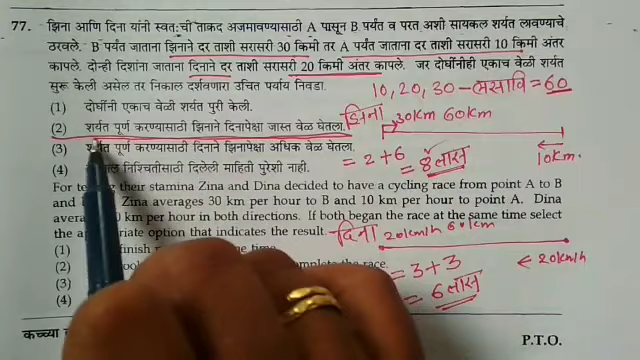 77. झिना आणि दिना यांनी स्वतःची ताकद अजमावण्यासाठी A पासून B पर्यंत व परत अशी सायकल शर्यत लावण्याचे
ठरवले. B पर्यंत जाताना झिनाने दर ताशी सरासरी 30 किमी तर A पर्यंत जाताना दर ताशी सरासरी 10 किमी अंतर
कापले. दोन्ही दिशांना जाताना दिनाने दर ताशी सरासरी 20 किमी अंतर कापले. जर दोघींनीही एकाच वेळी शर्यत
सुरू केली असेल तर निकाल दर्शवणारा उचित पर्याय निवडा.
10, 20, 30 - मसावि = 60
(1) दोघींनी एकाच वेळी शर्यत पुरी केली.
झिना
30km 60km
(2) शर्यत पूर्ण करण्यासाठी झिनाने दिनापेक्षा जास्त वेळ घेतला.
(3) शर्यत पूर्ण करण्यासाठी दिनाने झिनापेक्षा अधिक वेळ घेतला.
= 2 + 6
= 8 तास
10km
(4) निश्चितीसाठी दिलेली माहिती पुरेशी नाही.
For their stamina Zina and Dina decided to have a cycling race from point A to
B and Zina averages 30 km per hour to B and 10 km per hour to point A. Dina
km per hour in both directions. If both began the race at the same time select
the option that indicates the result.
दिना 20km/h 60km
(1) finish time.
(2) complete the race.
= 3 + 3
← 20km/h
(3)
= 6 तास
(4)
कच्च्या
P.T.O.